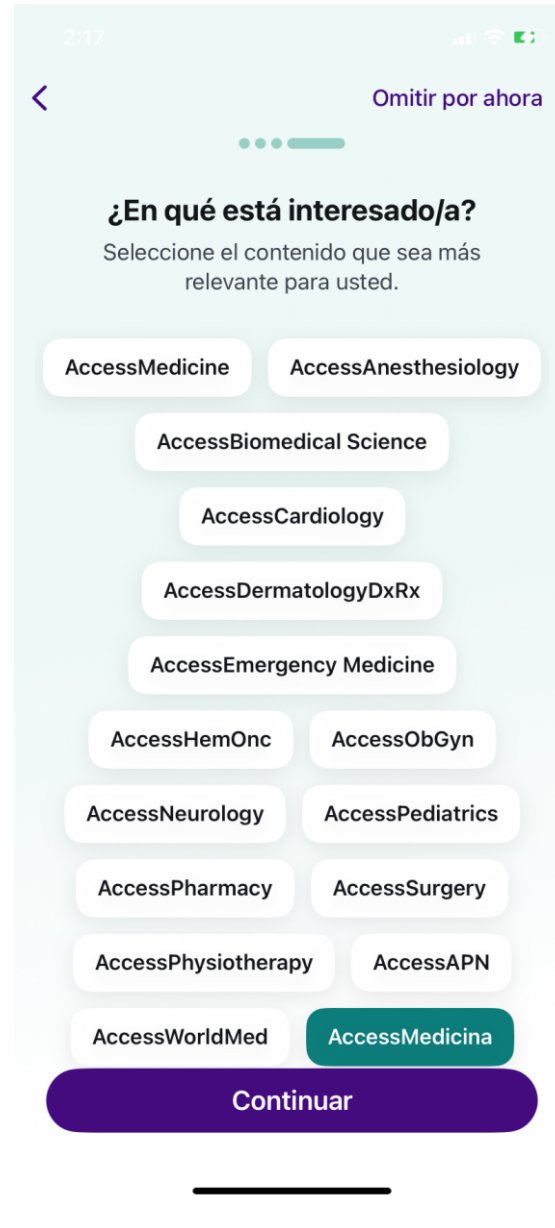 2:17
Omitir por ahora
¿En qué está interesado/a?
Seleccione el contenido que sea más
relevante para usted.
AccessMedicine AccessAnesthesiology
AccessBiomedical Science
AccessCardiology
AccessDermatologyDxRx
AccessEmergency Medicine
AccessHemOnc AccessObGyn
AccessNeurology AccessPediatrics
AccessPharmacy AccessSurgery
AccessPhysiotherapy AccessAPN
AccessWorldMed AccessMedicina
Continuar